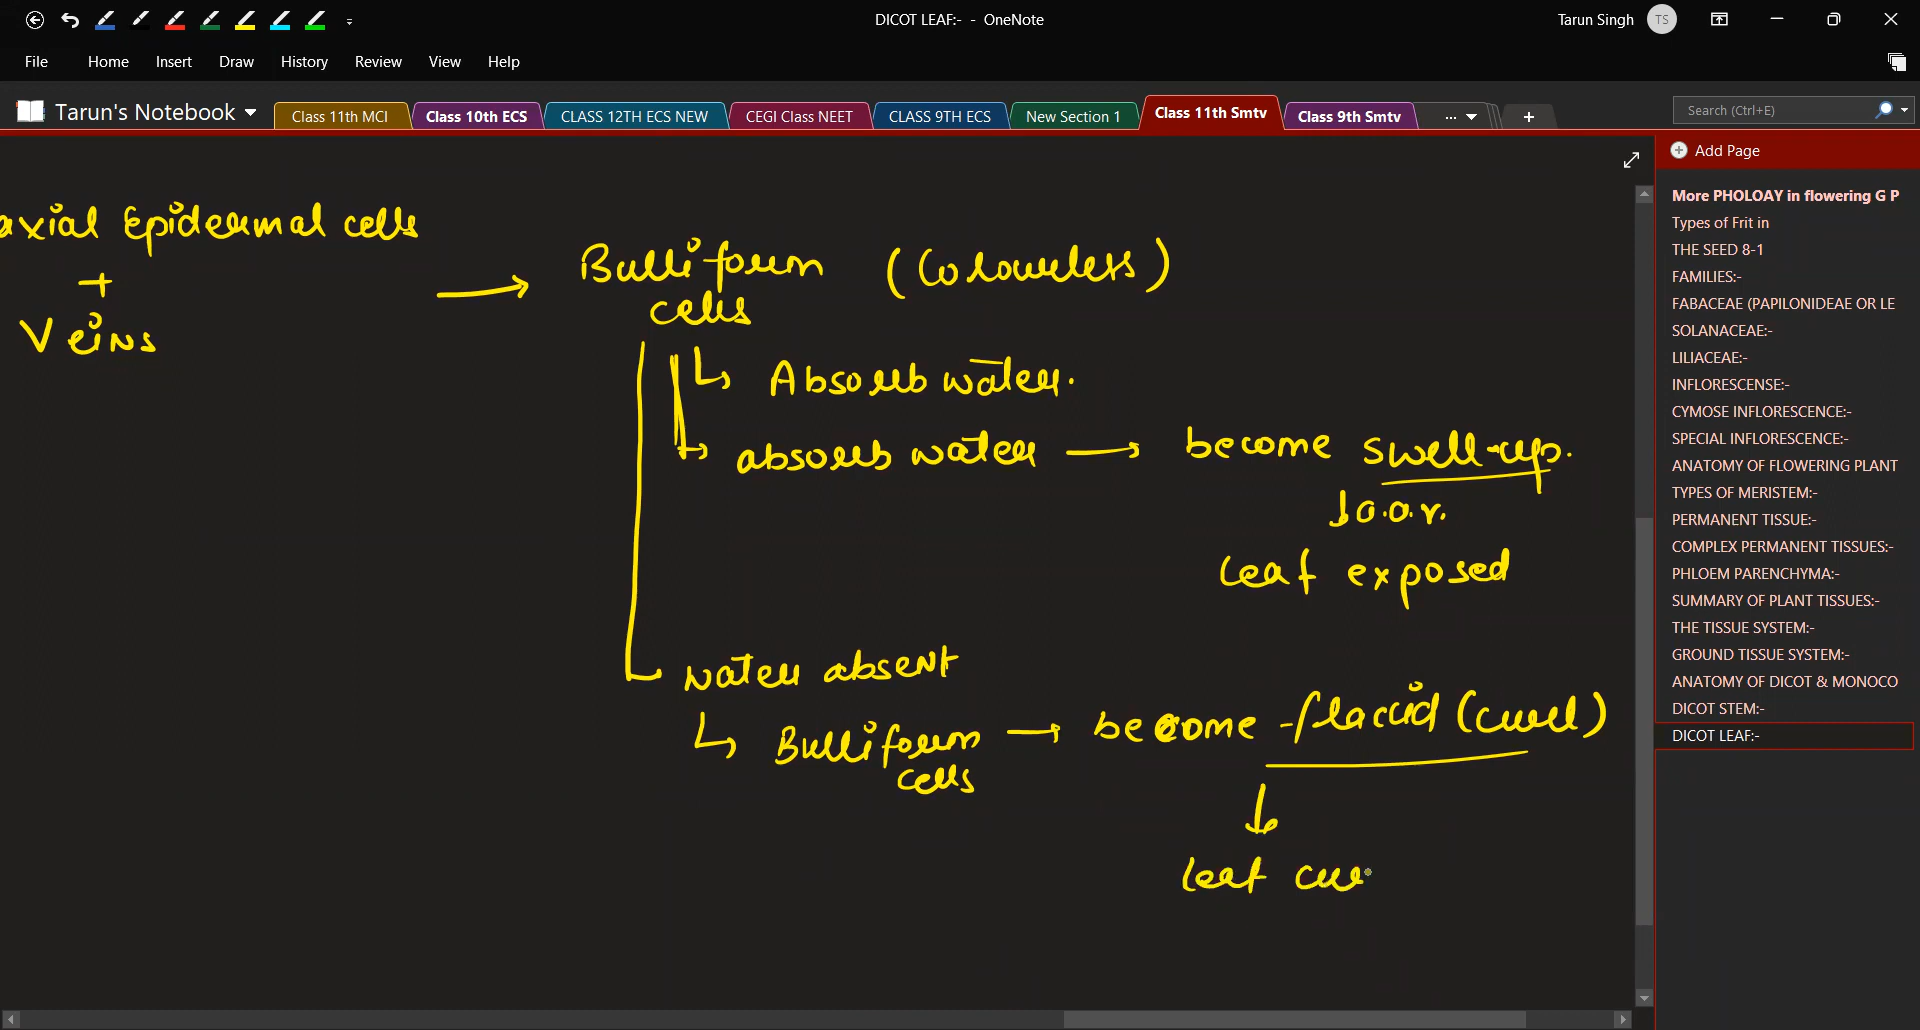 DICOT LEAF:- - OneNote
Tarun Singh TS
File Home Insert Draw History Review View Help
Tarun's Notebook
Class 11th MCI Class 10th ECS CLASS 12TH ECS NEW CEGI Class NEET CLASS 9TH ECS New Section 1 Class 11th Smtv Class 9th Smtv ... +
Search (Ctrl+E)
Add Page
More PHOLOAY in flowering G P
Types of Frit in
THE SEED 8-1
FAMILIES:-
FABACEAE (PAPILONIDEAE OR LE
SOLANACEAE:-
LILIACEAE:-
INFLORESCENSE:-
CYMOSE INFLORESCENCE:-
SPECIAL INFLORESCENCE:-
ANATOMY OF FLOWERING PLANT
TYPES OF MERISTEM:-
PERMANENT TISSUE:-
COMPLEX PERMANENT TISSUES:-
PHLOEM PARENCHYMA:-
SUMMARY OF PLANT TISSUES:-
THE TISSUE SYSTEM:-
GROUND TISSUE SYSTEM:-
ANATOMY OF DICOT & MONOCO
DICOT STEM:-
DICOT LEAF:-
axial Epidermal cells
+
Veins
→ Bulliform (Colourless)
cells
↳ Absorb water.
↳ absorb water → become swell-up.
↓ o.a.r.
leaf exposed
water absent
↳ Bulliform → become flaccid (curl)
cells
↓
leaf cur